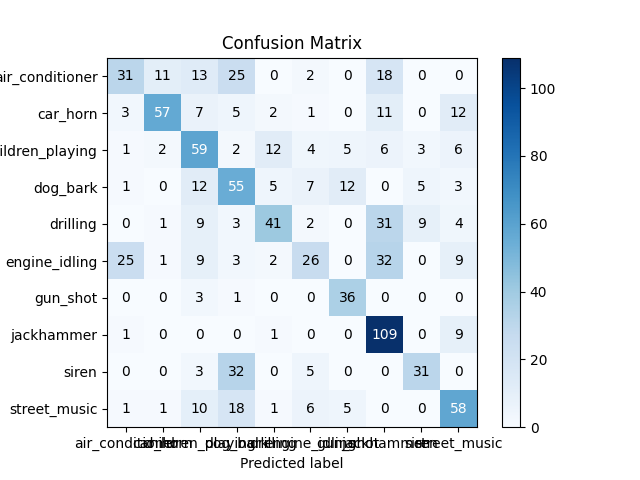 Confusion Matrix
air_conditioner 31 11 13 25 0 2 0 18 0 0
car_horn 3 57 7 5 2 1 0 11 0 12
ildren_playing 1 2 59 2 12 4 5 6 3 6
dog_bark 1 0 12 55 5 7 12 0 5 3
drilling 0 1 9 3 41 2 0 31 9 4
engine_idling 25 1 9 3 2 26 0 32 0 9
gun_shot 0 0 3 1 0 0 36 0 0 0
jackhammer 1 0 0 0 1 0 0 109 0 9
siren 0 0 3 32 0 5 0 0 31 0
street_music 1 1 10 18 1 6 5 0 0 58
100
80
60
40
20
0
street_music
Predicted label